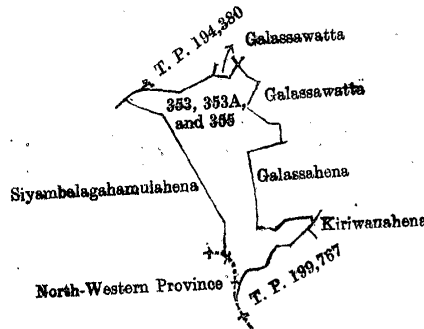 T. P. 194,380
Galassawatta
Galassawatta
353, 353A,
and 355
Galassahena
Siyambalagahamulahena
Kiriwanahena
North-Western Province
T. P. 199,767